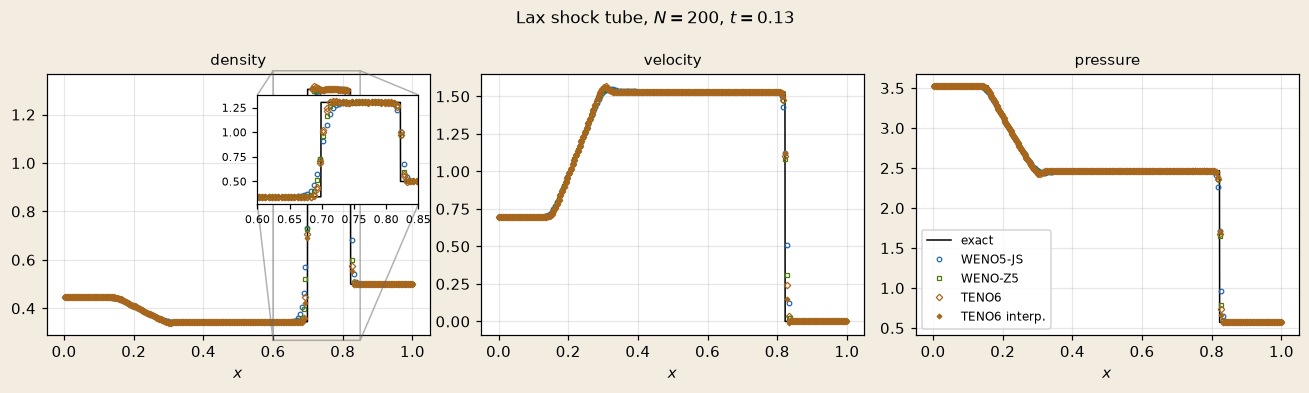 Lax shock tube, N = 200, t = 0.13
density
1.2
1.0
0.8
0.6
0.4
0.0 0.2 0.4 0.6 0.8 1.0
x
1.25
1.00
0.75
0.50
0.60 0.65 0.70 0.75 0.80 0.85
velocity
1.50
1.25
1.00
0.75
0.50
0.25
0.00
0.0 0.2 0.4 0.6 0.8 1.0
x
pressure
3.5
3.0
2.5
2.0
1.5
1.0
0.5
0.0 0.2 0.4 0.6 0.8 1.0
x
exact
WENO5-JS
WENO-Z5
TENO6
TENO6 interp.